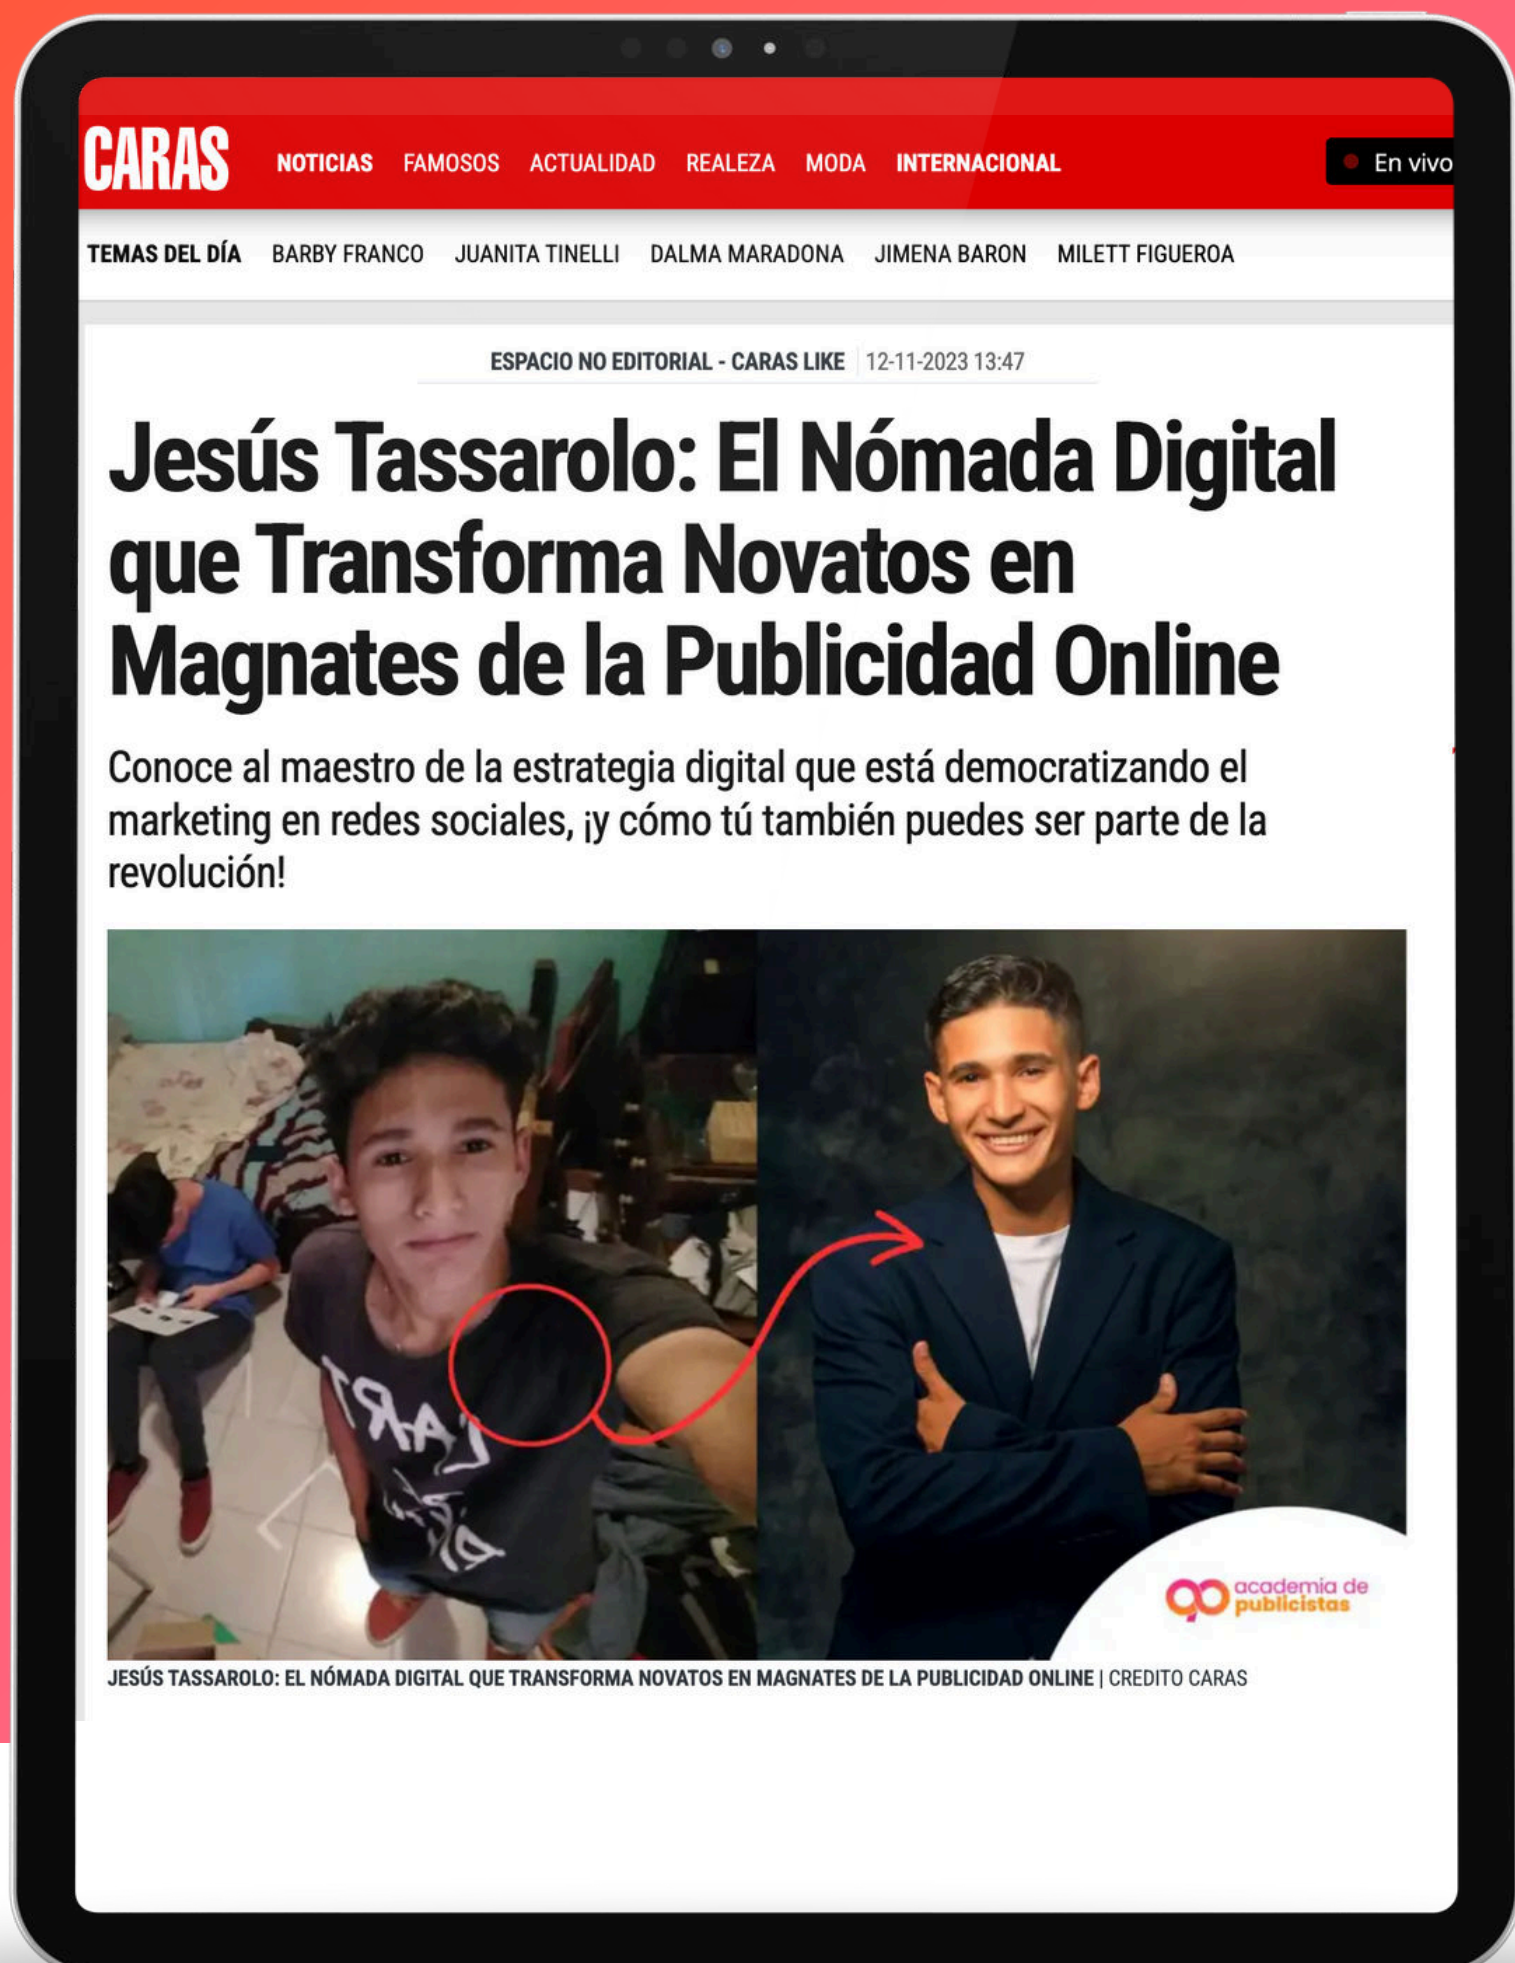 CARAS NOTICIAS FAMOSOS ACTUALIDAD REALEZA MODA INTERNACIONAL En vivo
TEMAS DEL DÍA BARBY FRANCO JUANITA TINELLI DALMA MARADONA JIMENA BARON MILETT FIGUEROA
ESPACIO NO EDITORIAL - CARAS LIKE 12-11-2023 13:47
Jesús Tassarolo: El Nómada Digital
que Transforma Novatos en
Magnates de la Publicidad Online
Conoce al maestro de la estrategia digital que está democratizando el
marketing en redes sociales, ¡y cómo tú también puedes ser parte de la
revolución!
academia de
publicistas
JESÚS TASSAROLO: EL NÓMADA DIGITAL QUE TRANSFORMA NOVATOS EN MAGNATES DE LA PUBLICIDAD ONLINE | CREDITO CARAS